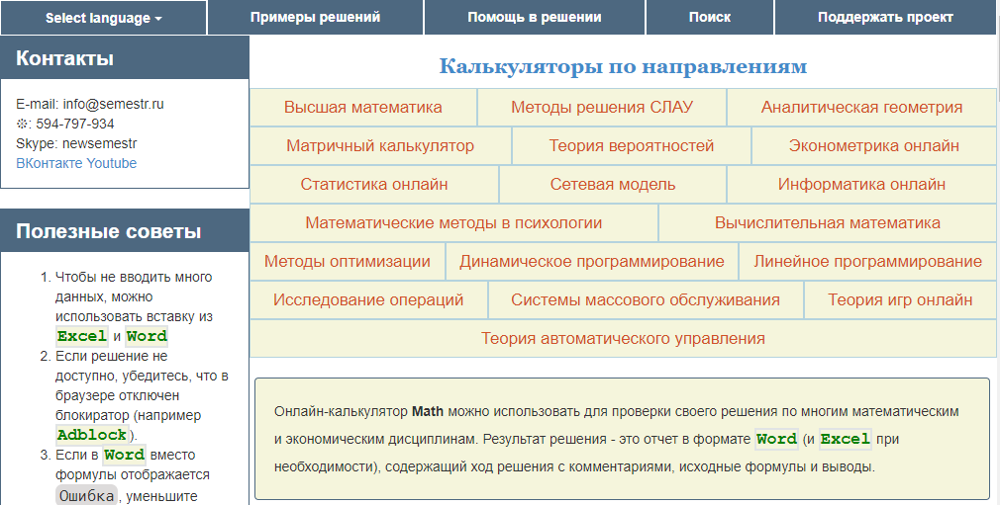 Select language
Примеры решений
Помощь в решении
Поиск
Поддержать проект
Контакты
E-mail: info@semestr.ru
※: 594-797-934
Skype: newsemestr
ВКонтакте Youtube
Полезные советы
1. Чтобы не вводить много
данных, можно
использовать вставку из
Excel и Word
2. Если решение не
доступно, убедитесь, что в
браузере отключен
блокиратор (например
Adblock).
3. Если в Word вместо
формулы отображается
Ошибка, уменьшите
Калькуляторы по направлениям
Высшая математика
Методы решения СЛАУ
Аналитическая геометрия
Матричный калькулятор
Теория вероятностей
Эконометрика онлайн
Статистика онлайн
Сетевая модель
Информатика онлайн
Математические методы в психологии
Вычислительная математика
Методы оптимизации
Динамическое программирование
Линейное программирование
Исследование операций
Системы массового обслуживания
Теория игр онлайн
Теория автоматического управления
Онлайн-калькулятор Math можно использовать для проверки своего решения по многим математическим
и экономическим дисциплинам. Результат решения - это отчет в формате Word (и Excel при
необходимости), содержащий ход решения с комментариями, исходные формулы и выводы.